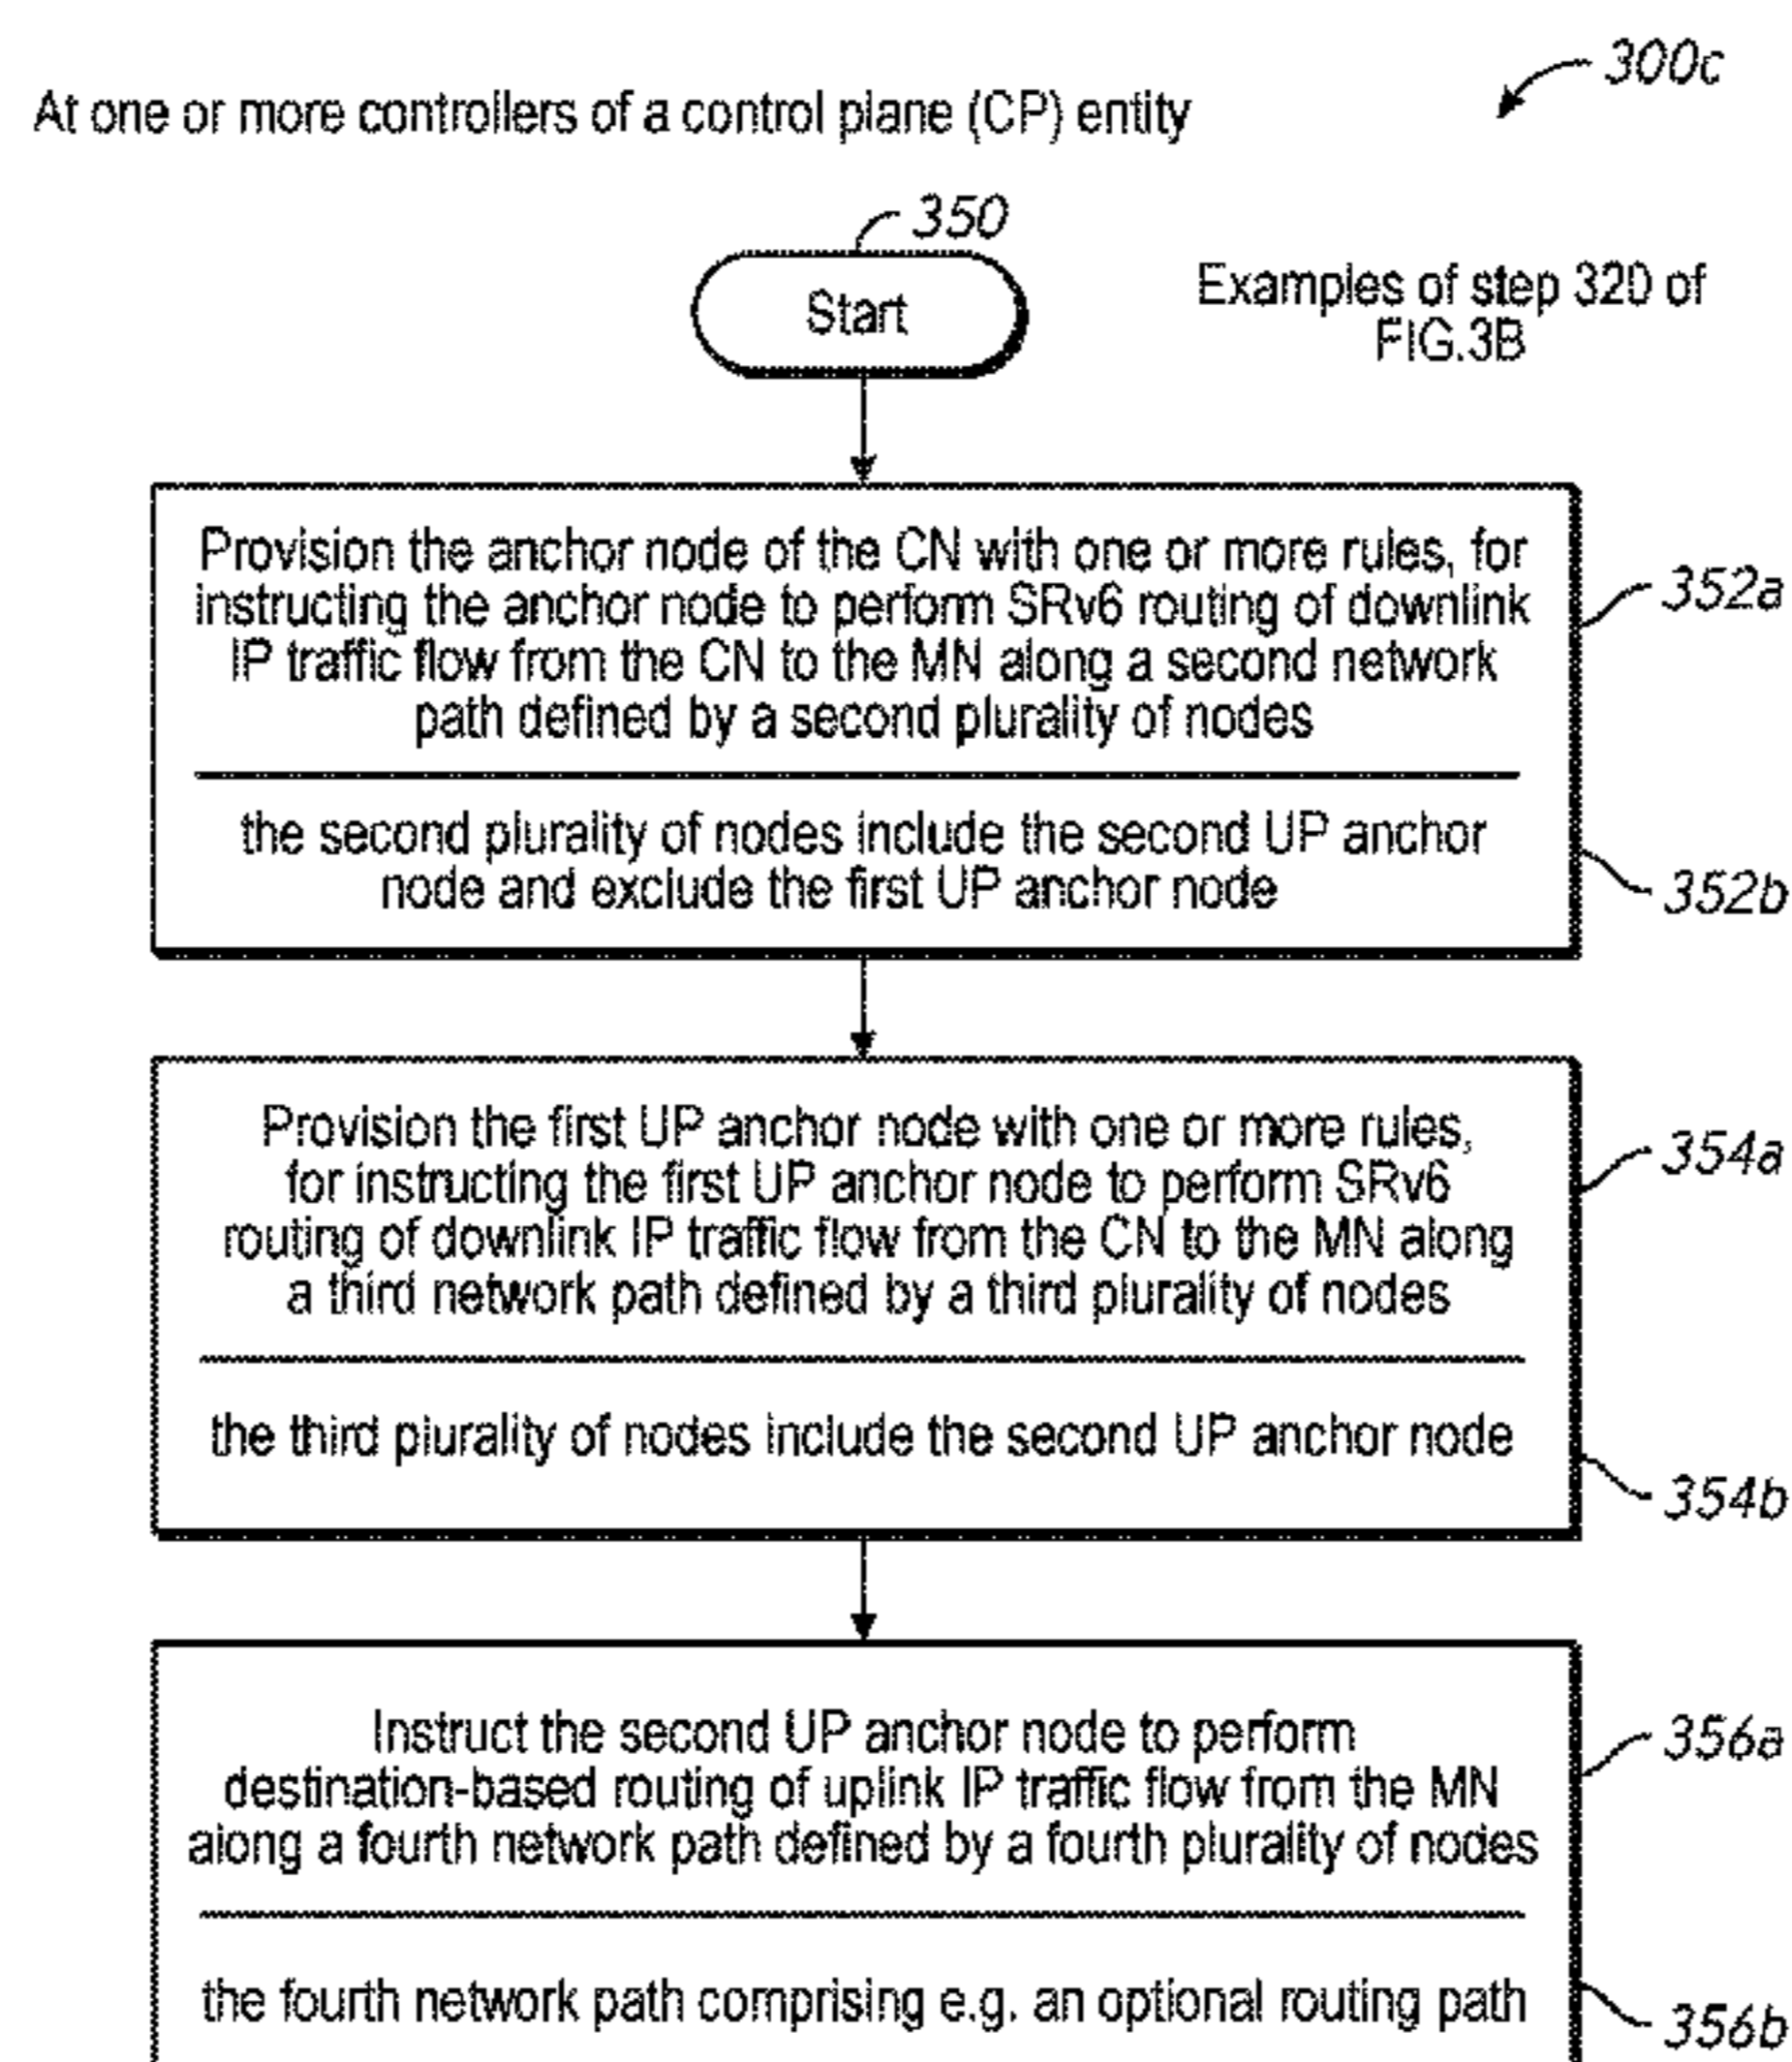 300c
At one or more controllers of a control plane (CP) entity
350
Start
Examples of step 320 of
FIG.3B
Provision the anchor node of the CN with one or more rules, for
instructing the anchor node to perform SRv6 routing of downlink
IP traffic flow from the CN to the MN along a second network
path defined by a second plurality of nodes
352a
the second plurality of nodes include the second UP anchor
node and exclude the first UP anchor node
352b
Provision the first UP anchor node with one or more rules,
for instructing the first UP anchor node to perform SRv6
routing of downlink IP traffic flow from the CN to the MN along
a third network path defined by a third plurality of nodes
354a
the third plurality of nodes include the second UP anchor node
354b
Instruct the second UP anchor node to perform
destination-based routing of uplink IP traffic flow from the MN
along a fourth network path defined by a fourth plurality of nodes
356a
the fourth network path comprising e.g. an optional routing path
356b